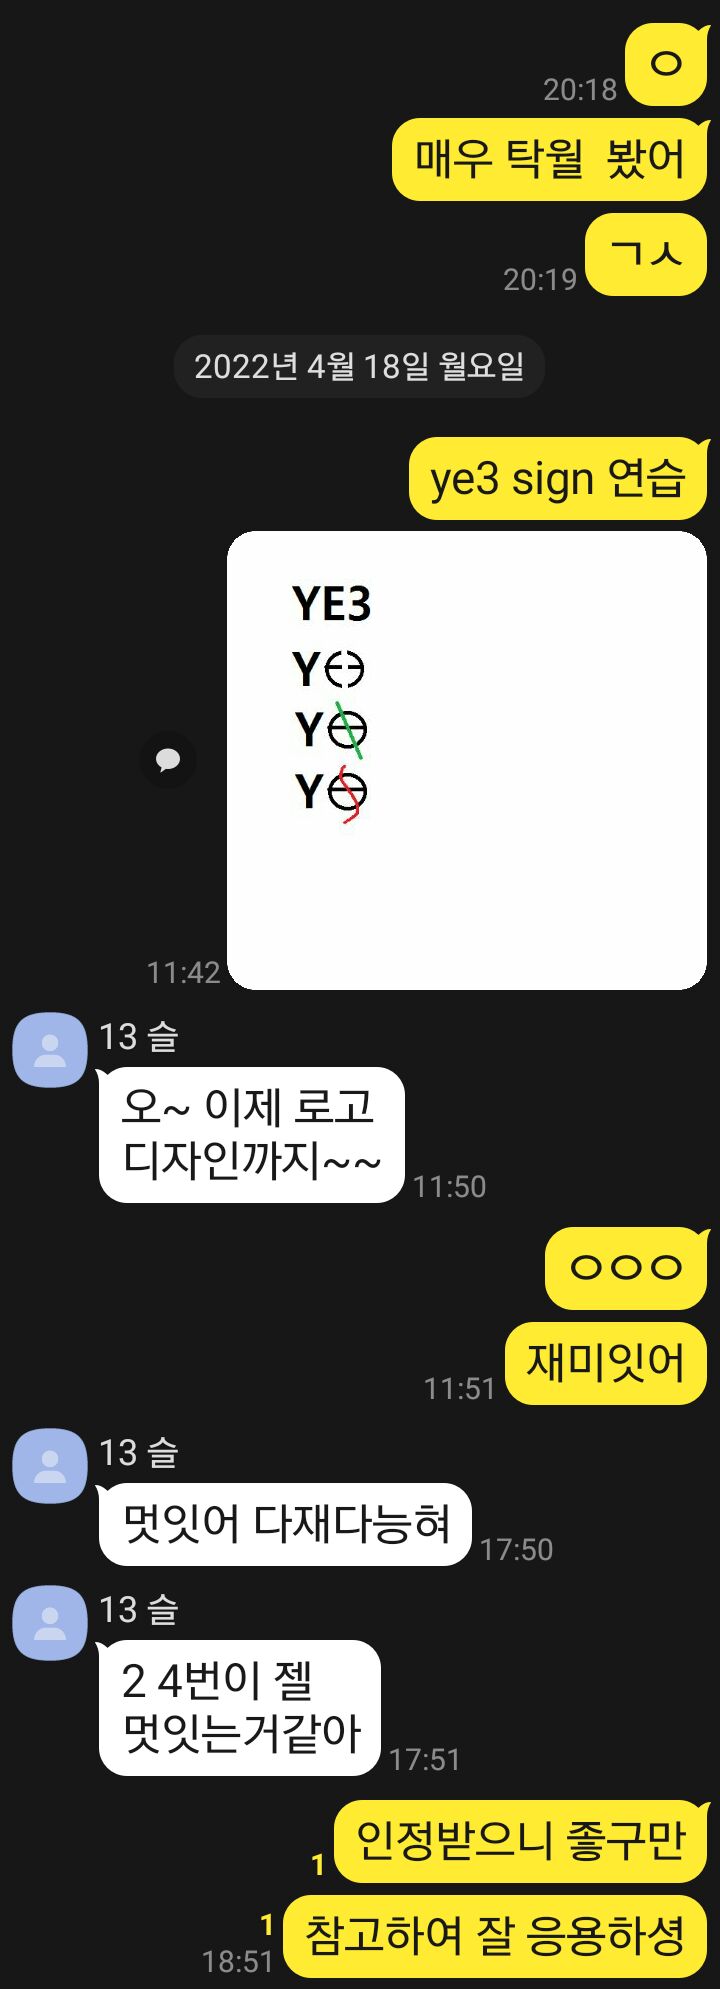 ㅇ
20:18
매우 탁월  봤어
ㄱㅅ
20:19
2022년 4월 18일 월요일
ye3 sign 연습
YE3
Y
Y
Y
11:42
13 슬
오~ 이제 로고
디자인까지~~
11:50
ㅇㅇㅇ
재미잇어
11:51
13 슬
멋잇어 다재다능혀
17:50
13 슬
2 4번이 젤
멋잇는거같아
17:51
인정받으니 좋구만
1
참고하여 잘 응용하셩
1
18:51